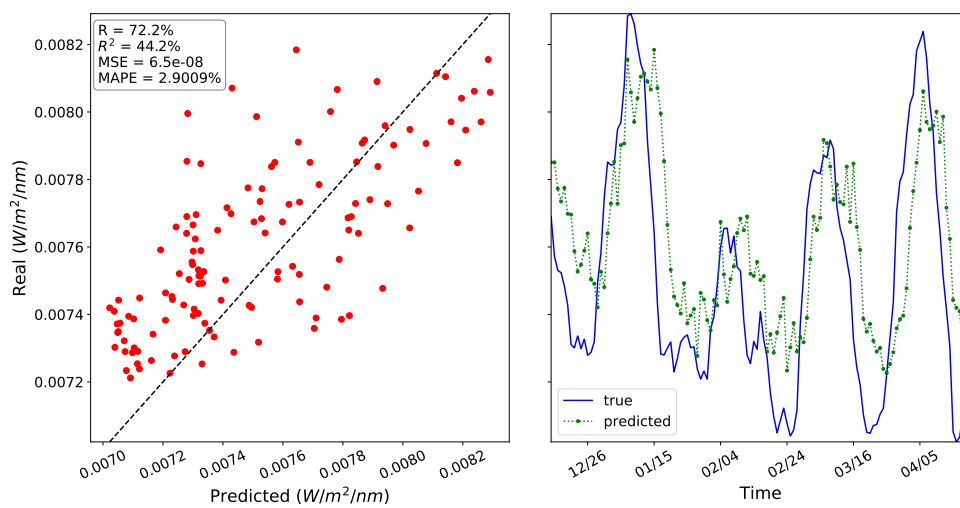 R = 72.2%
R² = 44.2%
MSE = 6.5e-08
MAPE = 2.9009%
0.0082
0.0080
0.0078
0.0076
0.0074
0.0072
Real (W/m²/nm)
0.0070
0.0072
0.0074
0.0076
0.0078
0.0080
0.0082
Predicted (W/m²/nm)
true
predicted
12/26
01/15
02/04
02/24
03/16
04/05
Time